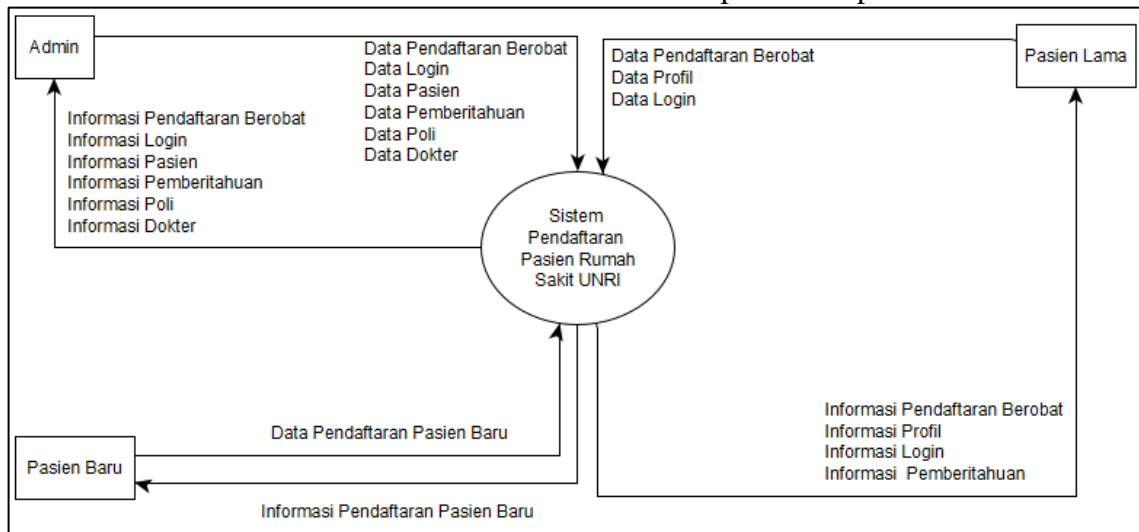 Admin
Data Pendaftaran Berobat
Data Login
Data Pasien
Data Pemberitahuan
Data Poli
Data Dokter
Data Pendaftaran Berobat
Data Profil
Data Login
Pasien Lama
Informasi Pendaftaran Berobat
Informasi Login
Informasi Pasien
Informasi Pemberitahuan
Informasi Poli
Informasi Dokter
Sistem
Pendaftaran
Pasien Rumah
Sakit UNRI
Informasi Pendaftaran Berobat
Informasi Profil
Informasi Login
Informasi Pemberitahuan
Data Pendaftaran Pasien Baru
Pasien Baru
Informasi Pendaftaran Pasien Baru